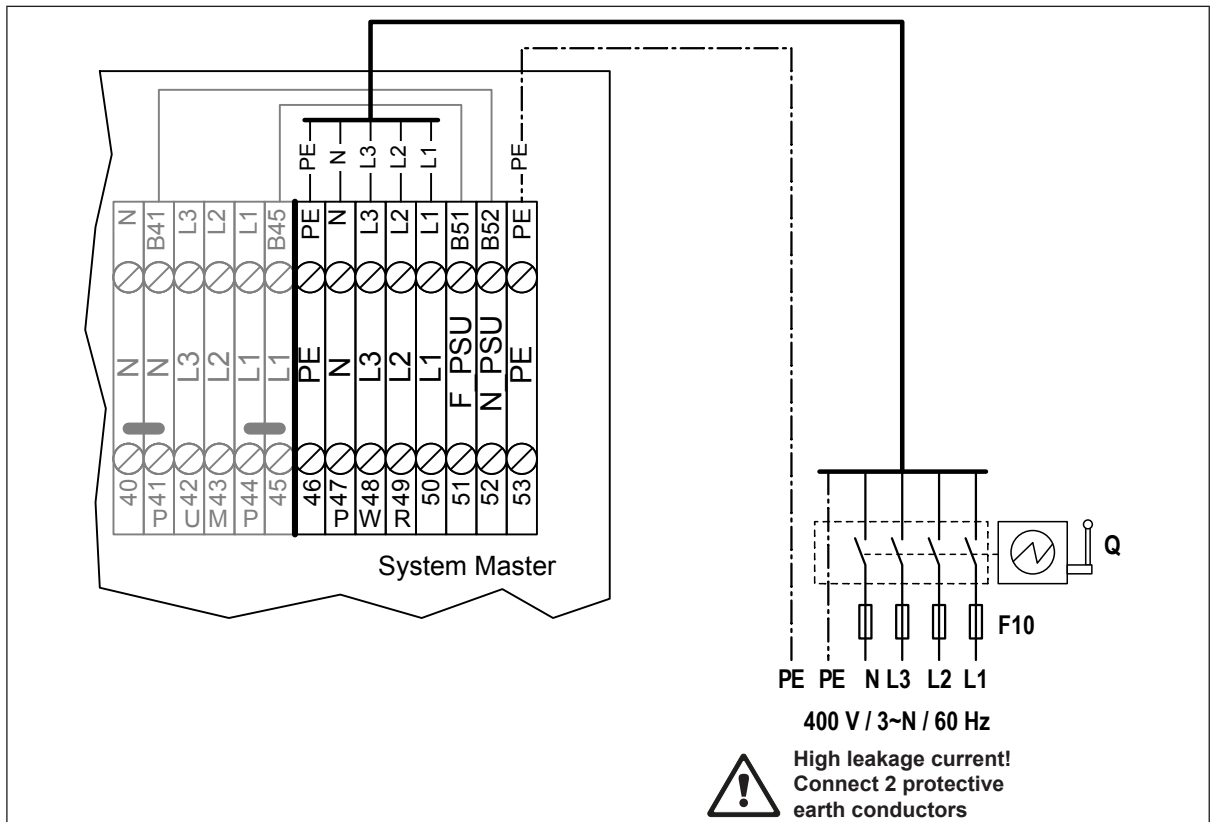 PE N L3 L2 L1 PE
N B41 L3 L2 L1 B45 PE N L3 L2 L1 B51 B52 PE
N N L3 L2 L1 L1 PE N L3 L2 L1 F_PSU N_PSU PE
40 41 42 43 44 45 46 47 48 49 50 51 52 53
P U M P P W R
System Master
Q
F10
PE PE N L3 L2 L1
400 V / 3~N / 60 Hz
High leakage current!
Connect 2 protective
earth conductors